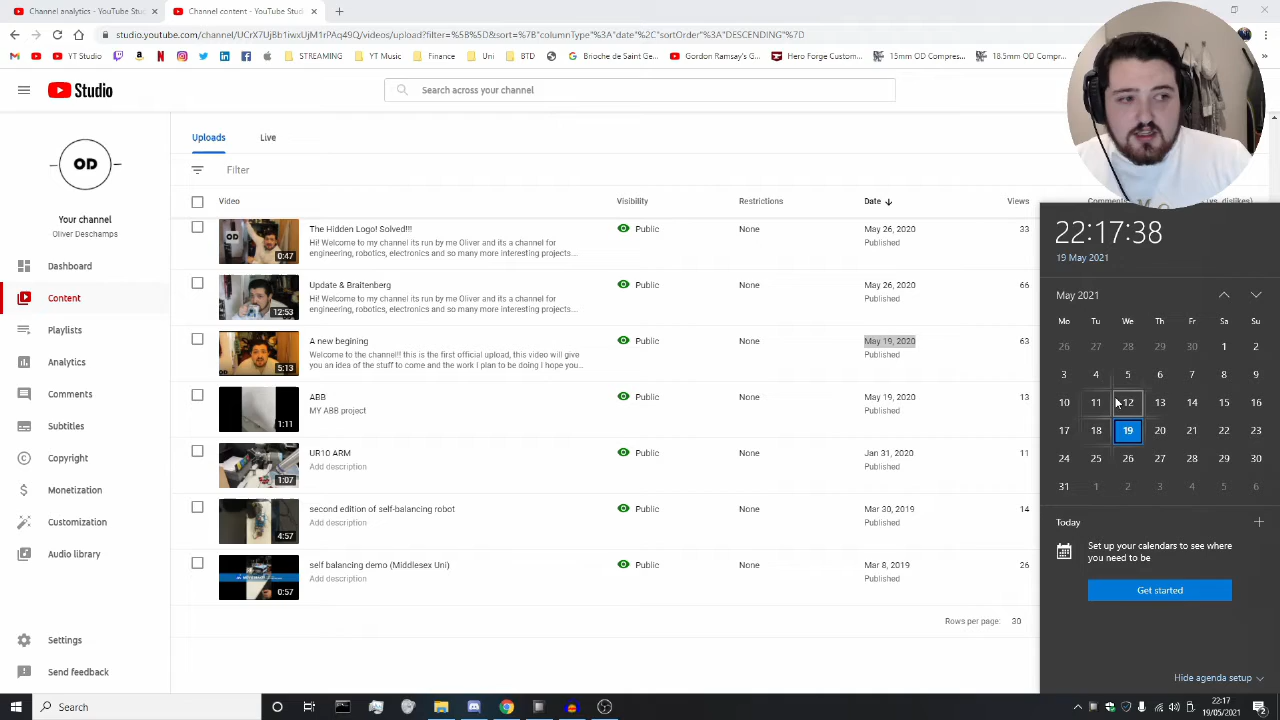 Channel analytics - YouTube Stud
Channel content - YouTube Stud
studio.youtube.com/channel/UCrX7UjBb1iwxUjM1rPAq49Q/videos/upload?filter=%5B%5D&sort=%7B"columnType"%3A"date"%2C"sortOrder"%3A"DESCENDING"%7D
YT Studio
STREAMING
YT Music
Finance
Uni
BTD
Brioche de Saint Ge...
Gordon Ramsay's G...
Hero Forge Custom...
15mm OD Compres...
18.5mm OD Compr...
Studio
Search across your channel
OD
Your channel
Oliver Deschamps
Dashboard
Content
Playlists
Analytics
Comments
Subtitles
Copyright
Monetization
Customization
Audio library
Settings
Send feedback
Uploads Live
Filter
Video Visibility Restrictions Date Views
The Hidden Logo! Solved!!! Public None May 26, 2020 33
Hi! Welcome to my channel its run by me Oliver and its a channel for Published
engineering, robotics, electronics and so many more interesting projects....
0:47
Update & Braitenberg Public None May 26, 2020 66
Hi! Welcome to my channel its run by me Oliver and its a channel for Published
engineering, robotics, electronics and so many more interesting projects....
12:53
A new begining Public None May 19, 2020 63
Welcome to the channel!! this is the first official upload, this video will give Published
you an idea of the stuff to come and the work i plan to be doing I hope you...
5:13
ABB Public None May 19, 2020 13
MY ABB project Published
1:11
UR10 ARM Public None Jan 31, 2020 11
Add description Published
1:07
second edition of self-balancing robot Public None Mar 30, 2019 14
Add description Published
4:57
self balancing demo (Middlesex Uni) Public None Mar 8, 2019 26
Add description Published
0:57
Rows per page: 30
22:17:38
19 May 2021
May 2021
Mo Tu We Th Fr Sa Su
26 27 28 29 30 1 2
3 4 5 6 7 8 9
10 11 12 13 14 15 16
17 18 19 20 21 22 23
24 25 26 27 28 29 30
31 1 2 3 4 5 6
Today
Set up your calendars to see where
you need to be
Get started
Hide agenda setup
Search
22:17
19/05/2021